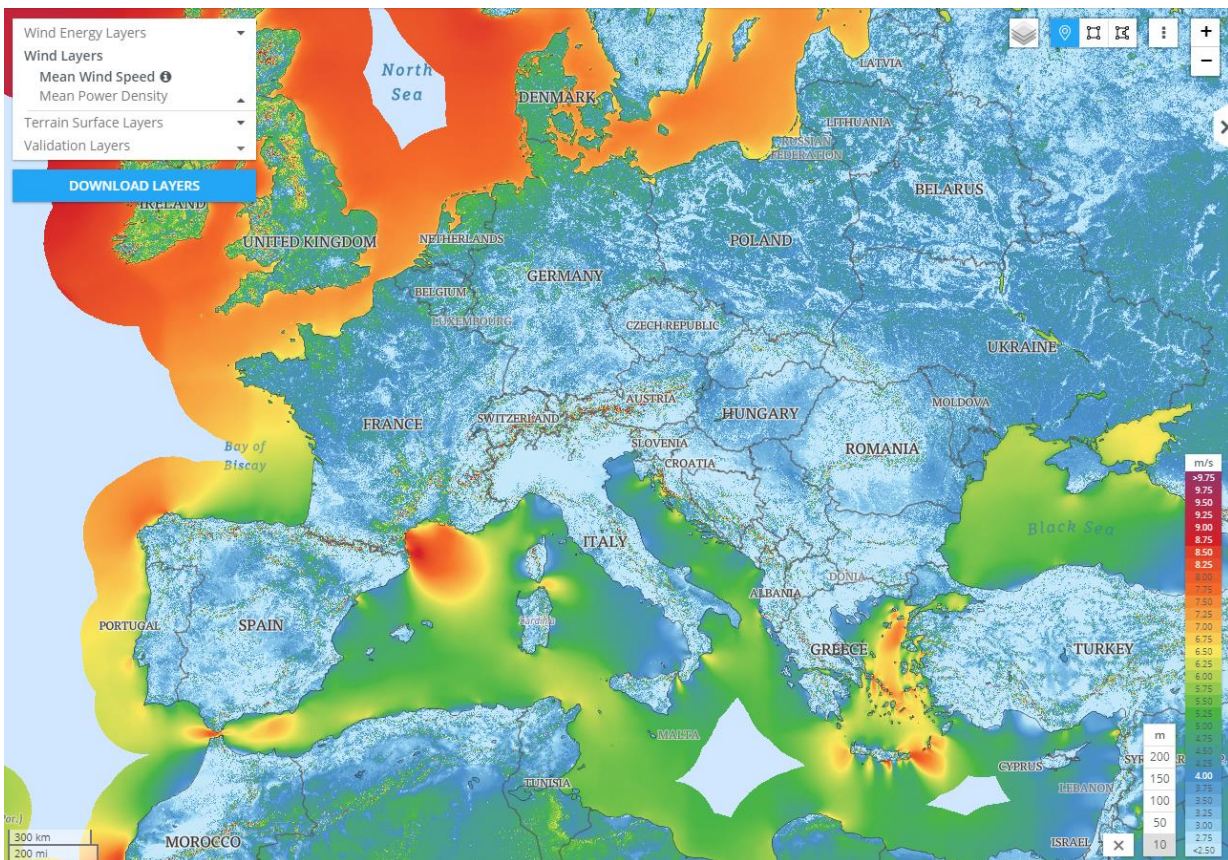 Wind Energy Layers
Wind Layers
Mean Wind Speed
Mean Power Density
Terrain Surface Layers
Validation Layers
DOWNLOAD LAYERS
+
−
North
Sea
DENMARK
LATVIA
LITHUANIA
RUSSIAN
FEDERATION
BELARUS
IRELAND
UNITED KINGDOM
NETHERLANDS
POLAND
GERMANY
BELGIUM
LUXEMBOURG
CZECH REPUBLIC
UKRAINE
FRANCE
SWITZERLAND
AUSTRIA
HUNGARY
MOLDOVA
SLOVENIA
CROATIA
ROMANIA
Bay of
Biscay
ITALY
Black Sea
DONIA
ALBANIA
PORTUGAL
SPAIN
Sardinia
GREECE
TURKEY
MALTA
TUNISIA
CYPRUS
SYR
LEBANON
ISRAEL
MOROCCO
Por.)
300 km
200 mi
m
200
150
100
50
10
m/s
>9.75
9.75
9.50
9.25
9.00
8.75
8.50
8.25
8.00
7.75
7.50
7.25
7.00
6.75
6.50
6.25
6.00
5.75
5.50
5.25
5.00
4.75
4.50
4.25
4.00
3.75
3.50
3.25
3.00
2.75
<2.50